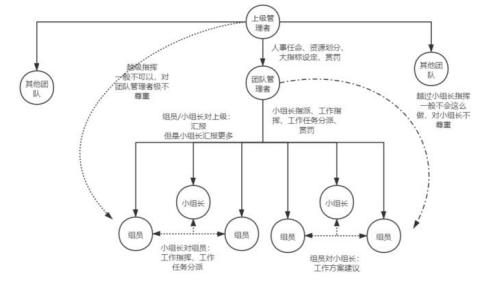 上级管
理者
人事任命、资源划分、
大指标设定、赏罚
越级指挥
一般不可以，对
团队管理者极不
尊重
其他团
队
其他团
队
团队管
理者
越过小组长指挥
一般不会这么
做，对小组长不
尊重
小组长指派、工作指
挥、工作任务分派、
赏罚
组员/小组长对上级：
汇报
但是小组长汇报更多
小组长
小组长
组员
组员
组员
组员
小组长对组员：
工作指挥、工作
任务分派
组员对小组长：
工作方案建议